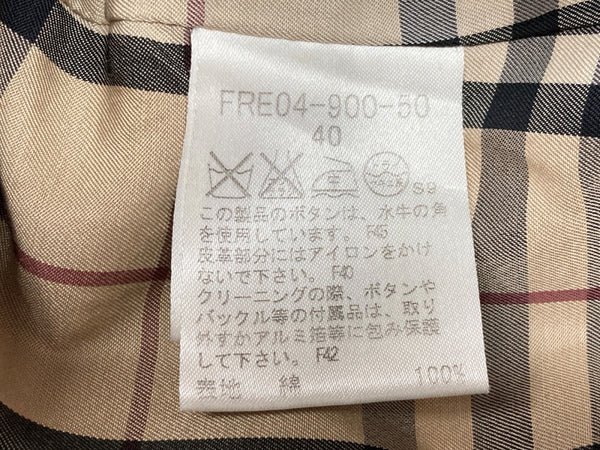 FRE04-900-50
40
S9
この製品のボタンは、水牛の角
を使用しています。F45
皮革部分にはアイロンをかけ
ないで下さい。F40
クリーニングの際、ボタンや
バックル等の付属品は、取り
外すかアルミ箔等に包み保護
して下さい。F42
表地 綿 100%